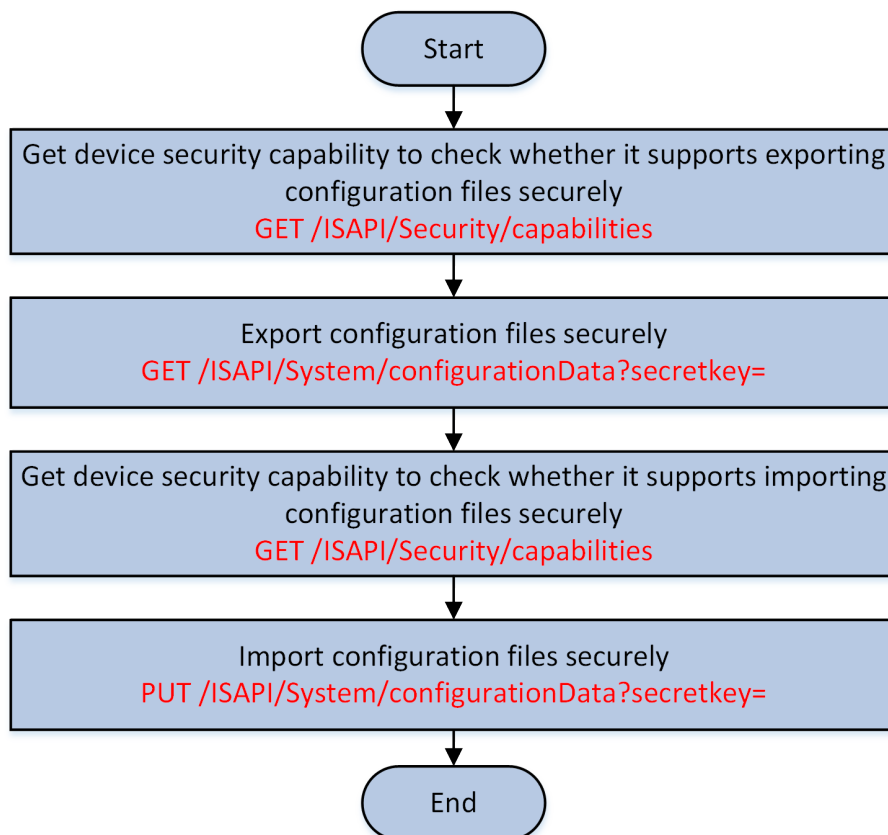 Start
Get device security capability to check whether it supports exporting
configuration files securely
GET /ISAPI/Security/capabilities
Export configuration files securely
GET /ISAPI/System/configurationData?secretkey=
Get device security capability to check whether it supports importing
configuration files securely
GET /ISAPI/Security/capabilities
Import configuration files securely
PUT /ISAPI/System/configurationData?secretkey=
End